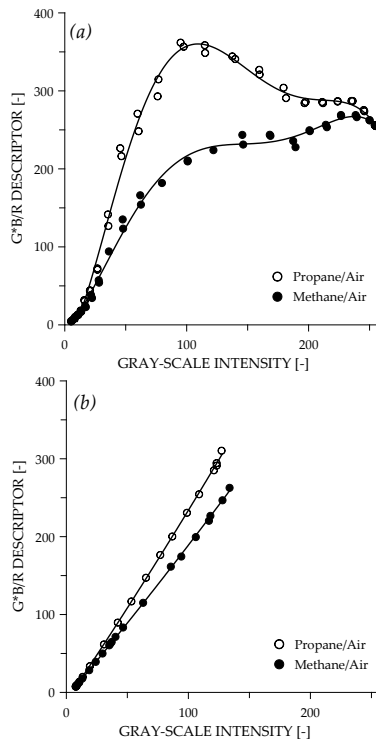 (a)
400
300
200
100
0
G*B/R DESCRIPTOR [-]
Propane/Air
Methane/Air
0
100
200
GRAY-SCALE INTENSITY [-]
(b)
400
300
200
100
0
G*B/R DESCRIPTOR [-]
Propane/Air
Methane/Air
0
100
200
GRAY-SCALE INTENSITY [-]